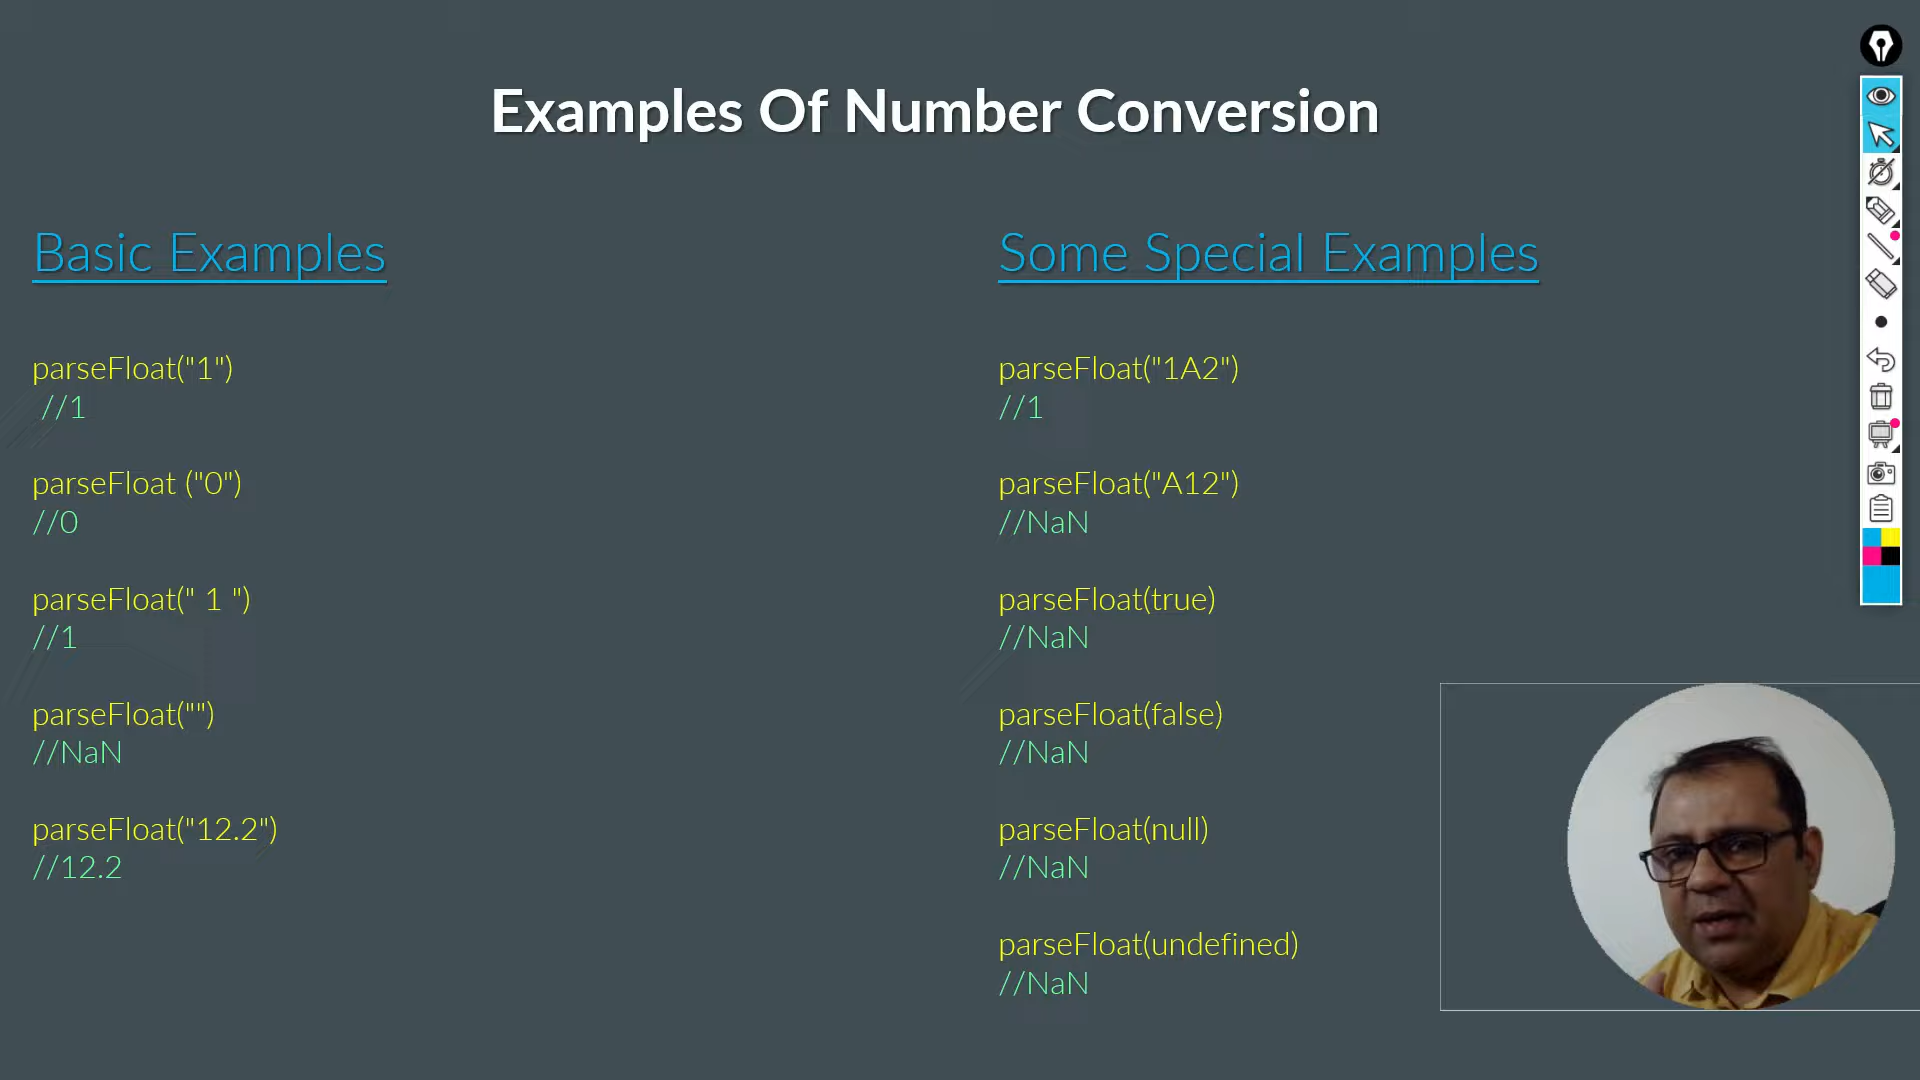 Examples Of Number Conversion
Basic Examples
parseFloat("1")
//1
parseFloat ("0")
//0
parseFloat(" 1 ")
//1
parseFloat("")
//NaN
parseFloat("12.2")
//12.2
Some Special Examples
parseFloat("1A2")
//1
parseFloat("A12")
//NaN
parseFloat(true)
//NaN
parseFloat(false)
//NaN
parseFloat(null)
//NaN
parseFloat(undefined)
//NaN